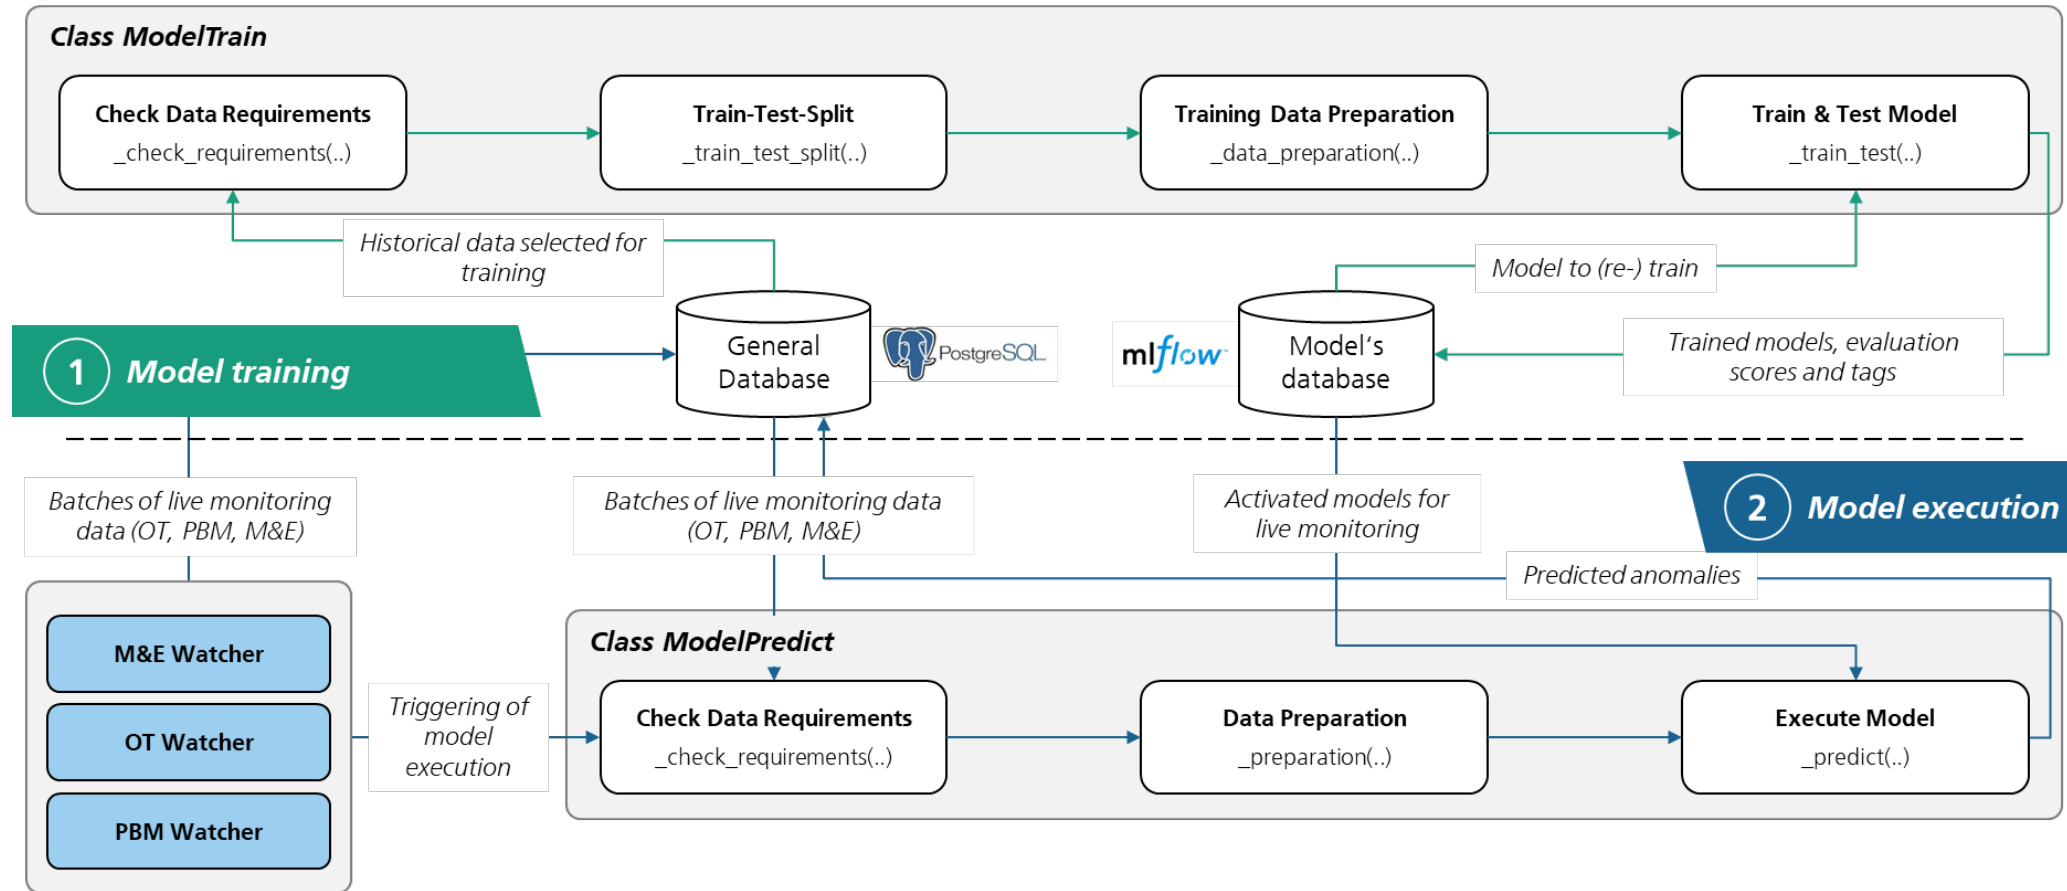 Class ModelTrain
Check Data Requirements
_check_requirements(..)
Train-Test-Split
_train_test_split(..)
Training Data Preparation
_data_preparation(..)
Train & Test Model
_train_test(..)
Historical data selected for
training
Model to (re-) train
1 Model training
General
Database
PostgreSQL
mlflow™
Model‘s
database
Trained models, evaluation
scores and tags
Batches of live monitoring
data (OT, PBM, M&E)
Batches of live monitoring data
(OT, PBM, M&E)
Activated models for
live monitoring
2 Model execution
Predicted anomalies
M&E Watcher
OT Watcher
PBM Watcher
Triggering of
model
execution
Class ModelPredict
Check Data Requirements
_check_requirements(..)
Data Preparation
_preparation(..)
Execute Model
_predict(..)